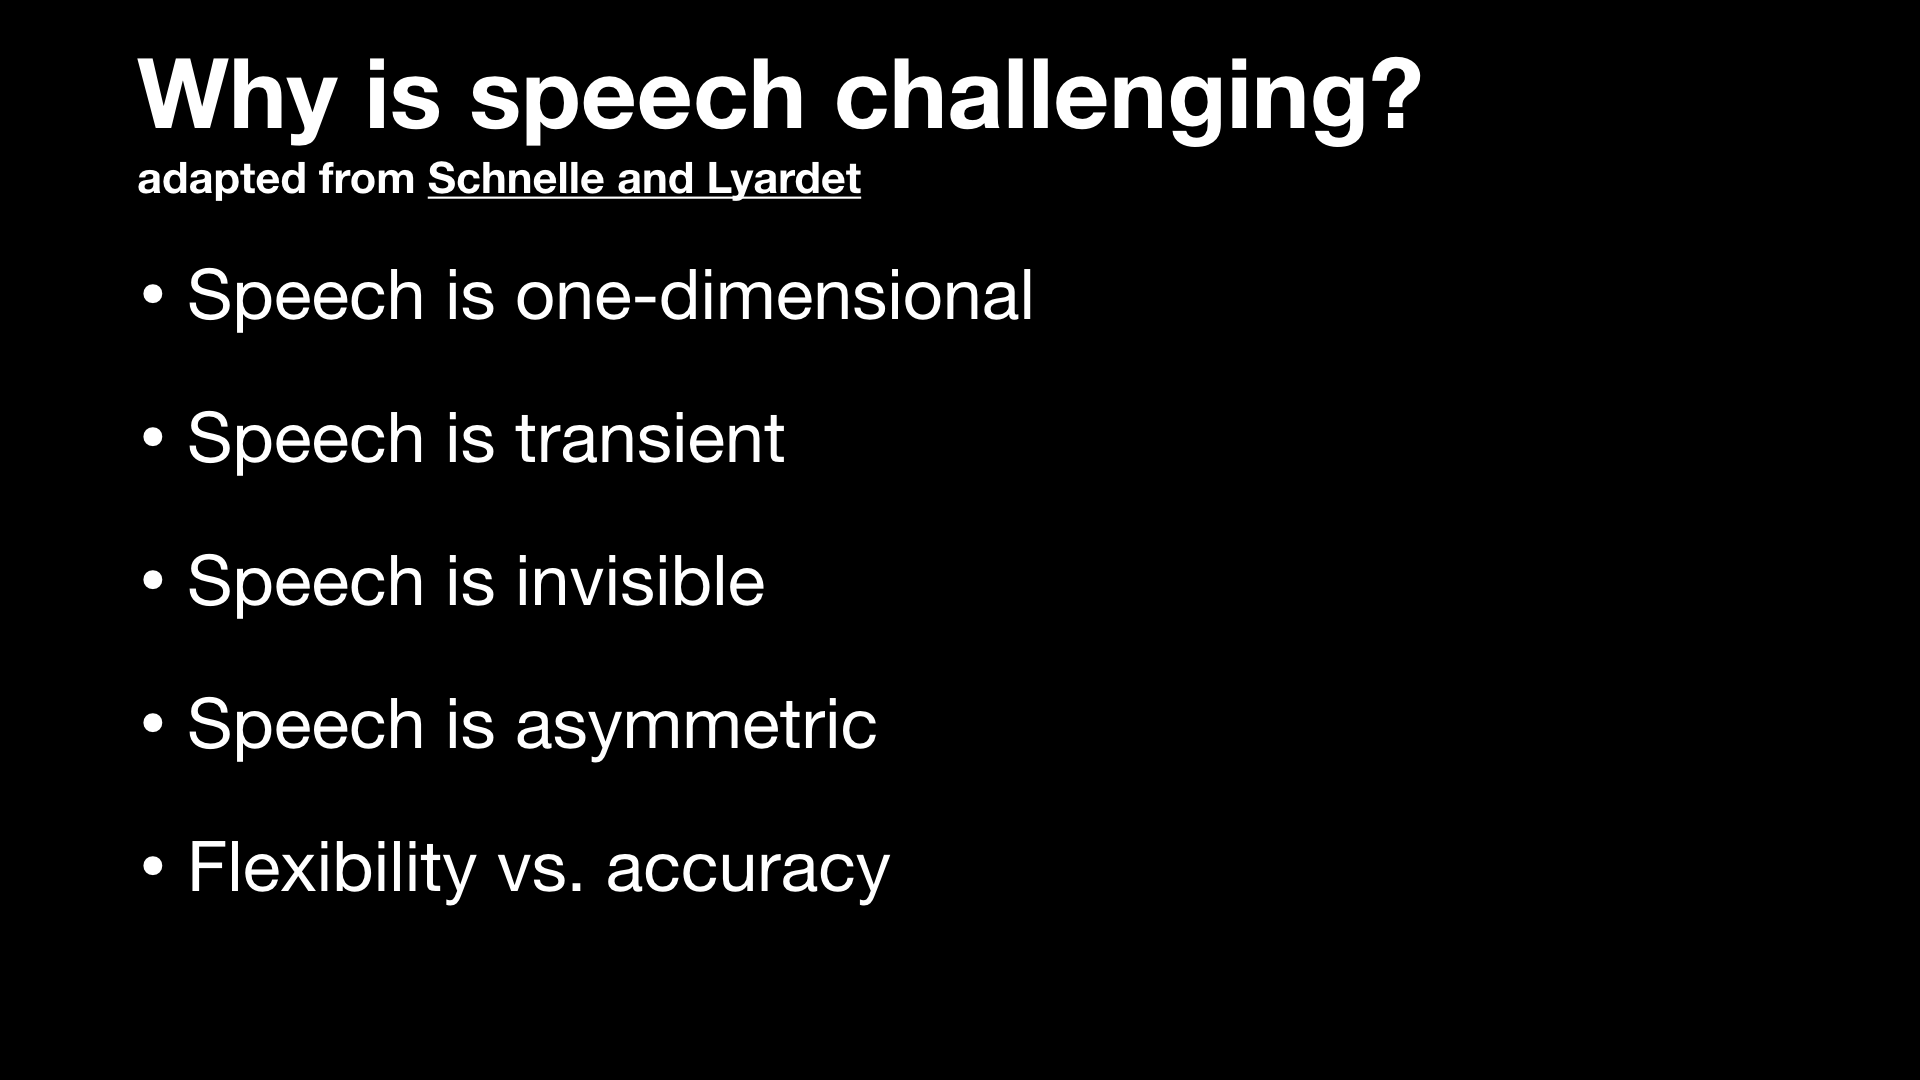 Why is speech challenging?
adapted from Schnelle and Lyardet
• Speech is one-dimensional
• Speech is transient
• Speech is invisible
• Speech is asymmetric
• Flexibility vs. accuracy